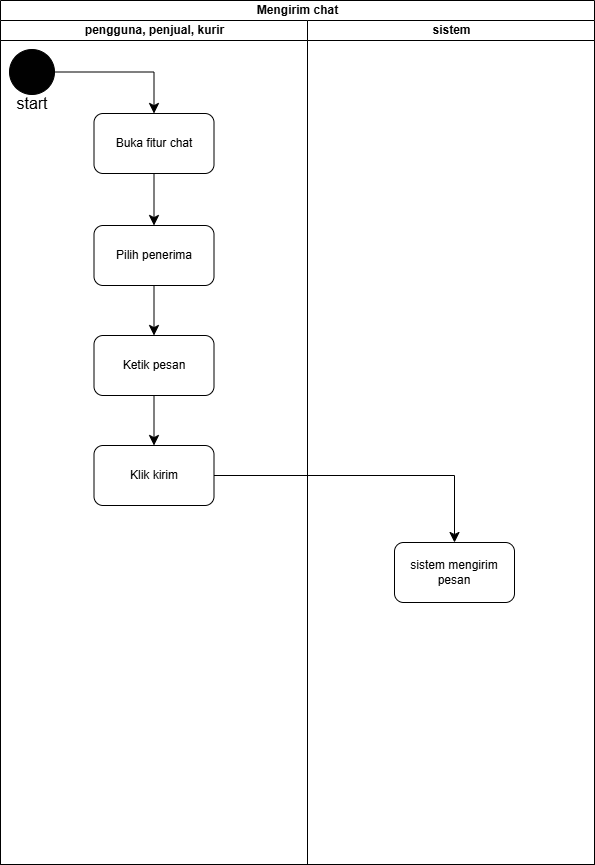 Mengirim chat
pengguna, penjual, kurir
sistem
start
Buka fitur chat
Pilih penerima
Ketik pesan
Klik kirim
sistem mengirim
pesan